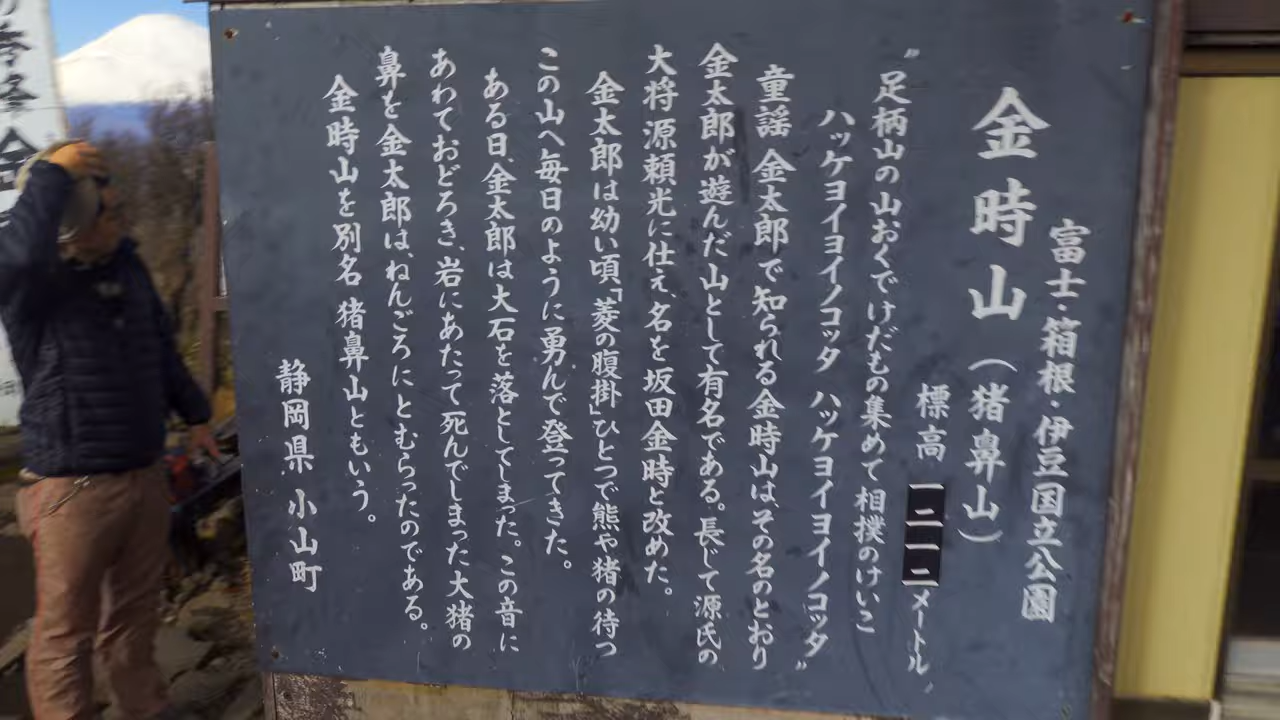 富士・箱根・伊豆国立公園
金時山（猪鼻山）
標高 一二一二メートル
〝足柄山の山おくでけだもの集めて相撲のけいこ
ハッケヨイヨイノコッタ ハッケヨイヨイノコッタ〟
童謡 金太郎で知られる金時山は、その名のとおり
金太郎が遊んだ山として有名である。長じて源氏の
大将源頼光に仕え、名を坂田金時と改めた。
金太郎は幼い頃、「菱の腹掛」ひとつで熊や猪の待つ
この山へ毎日のように勇んで登ってきた。
ある日、金太郎は大石を落としてしまった。この音に
あわておどろき、岩にあたって死んでしまった大猪の
鼻を金太郎は、ねんごろにとむらったのである。
金時山を別名 猪鼻山ともいう。
静岡県 小山町